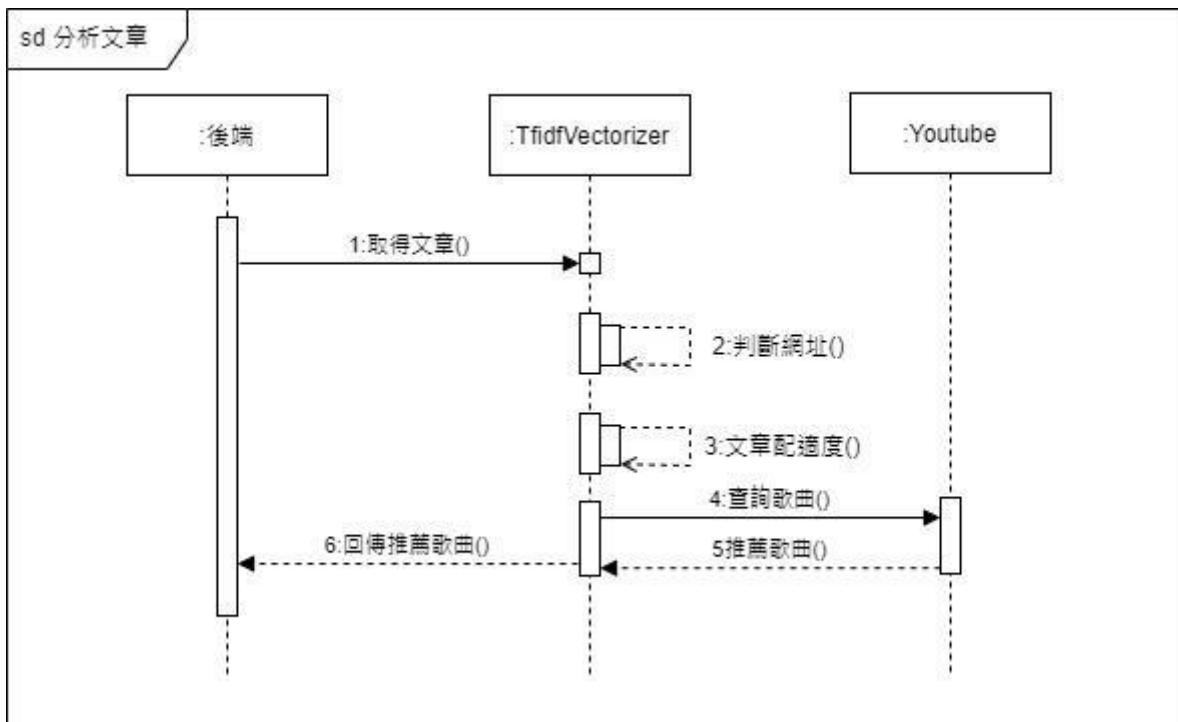 sd 分析文章
:後端
:TfidfVectorizer
:Youtube
1:取得文章()
2:判斷網址()
3:文章配適度()
4:查詢歌曲()
5推薦歌曲()
6:回傳推薦歌曲()